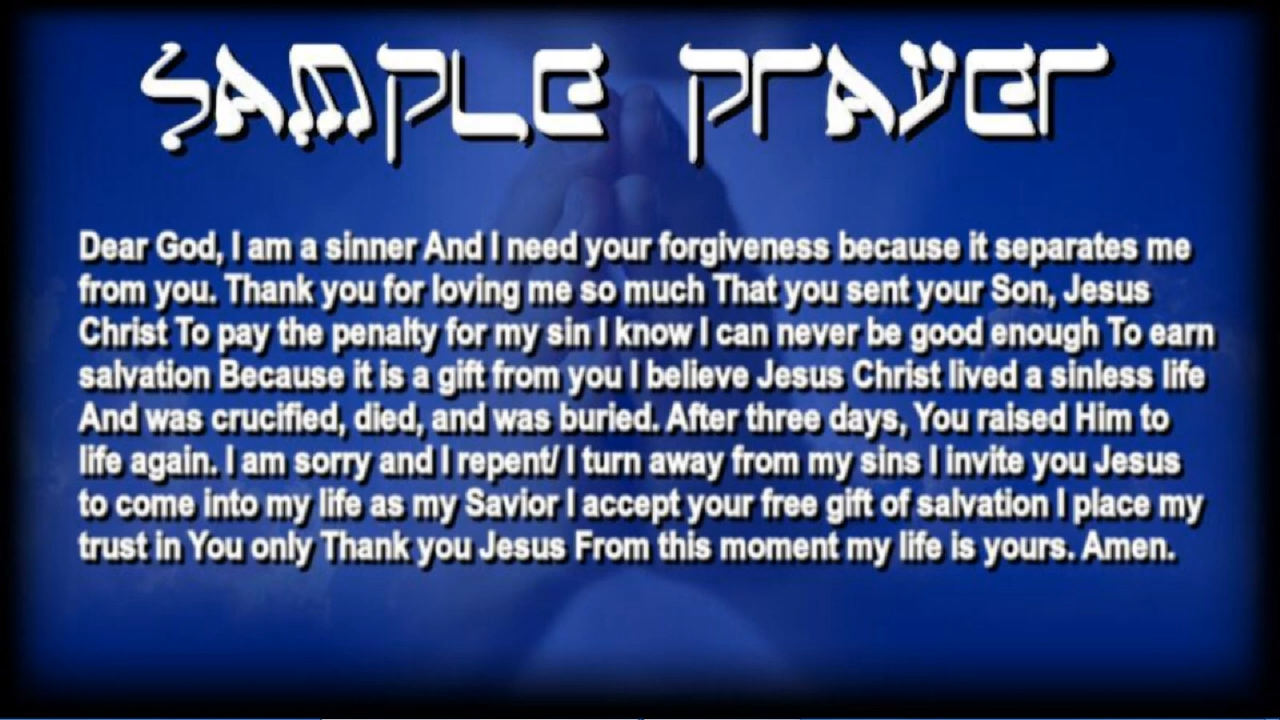 SAMPLE PRAYER
Dear God, I am a sinner And I need your forgiveness because it separates me
from you. Thank you for loving me so much That you sent your Son, Jesus
Christ To pay the penalty for my sin I know I can never be good enough To earn
salvation Because it is a gift from you I believe Jesus Christ lived a sinless life
And was crucified, died, and was buried. After three days, You raised Him to
life again. I am sorry and I repent/ I turn away from my sins I invite you Jesus
to come into my life as my Savior I accept your free gift of salvation I place my
trust in You only Thank you Jesus From this moment my life is yours. Amen.